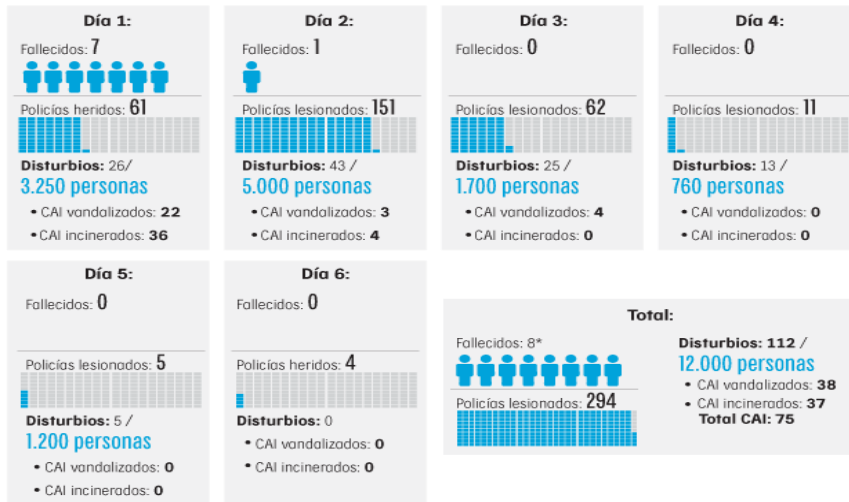 Día 1:
Fallecidos: 7
Policías heridos: 61
Disturbios: 26/
3.250 personas
• CAI vandalizados: 22
• CAI incinerados: 36
Día 2:
Fallecidos: 1
Policías lesionados: 151
Disturbios: 43 /
5.000 personas
• CAI vandalizados: 3
• CAI incinerados: 4
Día 3:
Fallecidos: 0
Policías lesionados: 62
Disturbios: 25 /
1.700 personas
• CAI vandalizados: 4
• CAI incinerados: 0
Día 4:
Fallecidos: 0
Policías lesionados: 11
Disturbios: 13 /
760 personas
• CAI vandalizados: 0
• CAI incinerados: 0
Día 5:
Fallecidos: 0
Policías lesionados: 5
Disturbios: 5 /
1.200 personas
• CAI vandalizados: 0
• CAI incinerados: 0
Día 6:
Fallecidos: 0
Policías heridos: 4
Disturbios: 0
• CAI vandalizados: 0
• CAI incinerados: 0
Total:
Fallecidos: 8*
Policías lesionados: 294
Disturbios: 112 /
12.000 personas
• CAI vandalizados: 38
• CAI incinerados: 37
Total CAI: 75